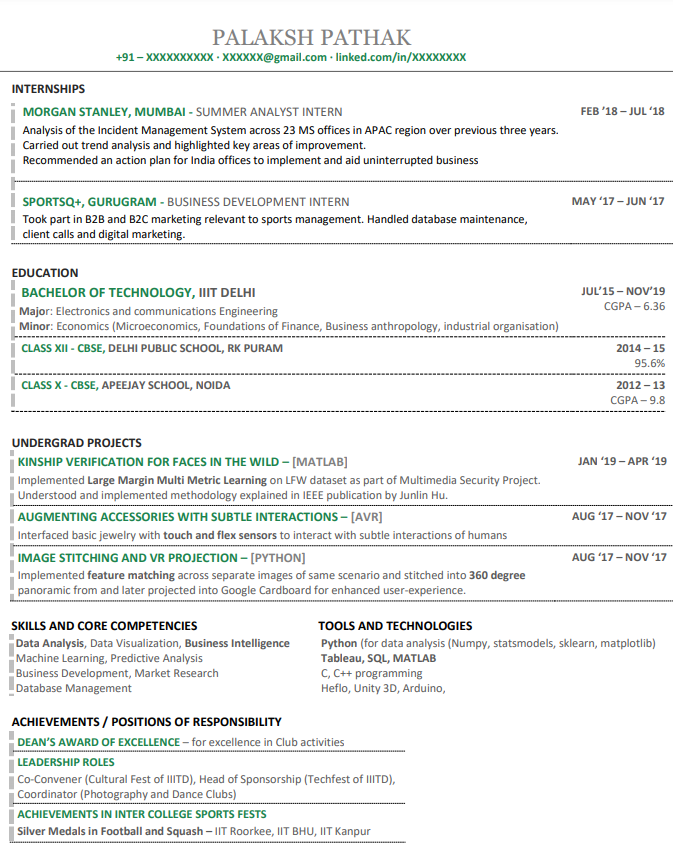 PALAKSH PATHAK
+91 – XXXXXXXXXX · XXXXXX@gmail.com · linked.com/in/XXXXXXXX
INTERNSHIPS
MORGAN STANLEY, MUMBAI - SUMMER ANALYST INTERN FEB ‘18 – JUL ‘18
Analysis of the Incident Management System across 23 MS offices in APAC region over previous three years.
Carried out trend analysis and highlighted key areas of improvement.
Recommended an action plan for India offices to implement and aid uninterrupted business
SPORTSQ+, GURUGRAM - BUSINESS DEVELOPMENT INTERN MAY ‘17 – JUN ‘17
Took part in B2B and B2C marketing relevant to sports management. Handled database maintenance,
client calls and digital marketing.
EDUCATION
BACHELOR OF TECHNOLOGY, IIIT DELHI JUL’15 – NOV’19
CGPA – 6.36
Major: Electronics and communications Engineering
Minor: Economics (Microeconomics, Foundations of Finance, Business anthropology, industrial organisation)
CLASS XII - CBSE, DELHI PUBLIC SCHOOL, RK PURAM 2014 – 15
95.6%
CLASS X - CBSE, APEEJAY SCHOOL, NOIDA 2012 – 13
CGPA – 9.8
UNDERGRAD PROJECTS
KINSHIP VERIFICATION FOR FACES IN THE WILD – [MATLAB] JAN ‘19 – APR ‘19
Implemented Large Margin Multi Metric Learning on LFW dataset as part of Multimedia Security Project.
Understood and implemented methodology explained in IEEE publication by Junlin Hu.
AUGMENTING ACCESSORIES WITH SUBTLE INTERACTIONS – [AVR] AUG ‘17 – NOV ‘17
Interfaced basic jewelry with touch and flex sensors to interact with subtle interactions of humans
IMAGE STITCHING AND VR PROJECTION – [PYTHON] AUG ‘17 – NOV ‘17
Implemented feature matching across separate images of same scenario and stitched into 360 degree
panoramic from and later projected into Google Cardboard for enhanced user-experience.
SKILLS AND CORE COMPETENCIES
Data Analysis, Data Visualization, Business Intelligence
Machine Learning, Predictive Analysis
Business Development, Market Research
Database Management
TOOLS AND TECHNOLOGIES
Python (for data analysis (Numpy, statsmodels, sklearn, matplotlib)
Tableau, SQL, MATLAB
C, C++ programming
Heflo, Unity 3D, Arduino,
ACHIEVEMENTS / POSITIONS OF RESPONSIBILITY
DEAN’S AWARD OF EXCELLENCE – for excellence in Club activities
LEADERSHIP ROLES
Co-Convener (Cultural Fest of IIITD), Head of Sponsorship (Techfest of IIITD),
Coordinator (Photography and Dance Clubs)
ACHIEVEMENTS IN INTER COLLEGE SPORTS FESTS
Silver Medals in Football and Squash – IIT Roorkee, IIT BHU, IIT Kanpur